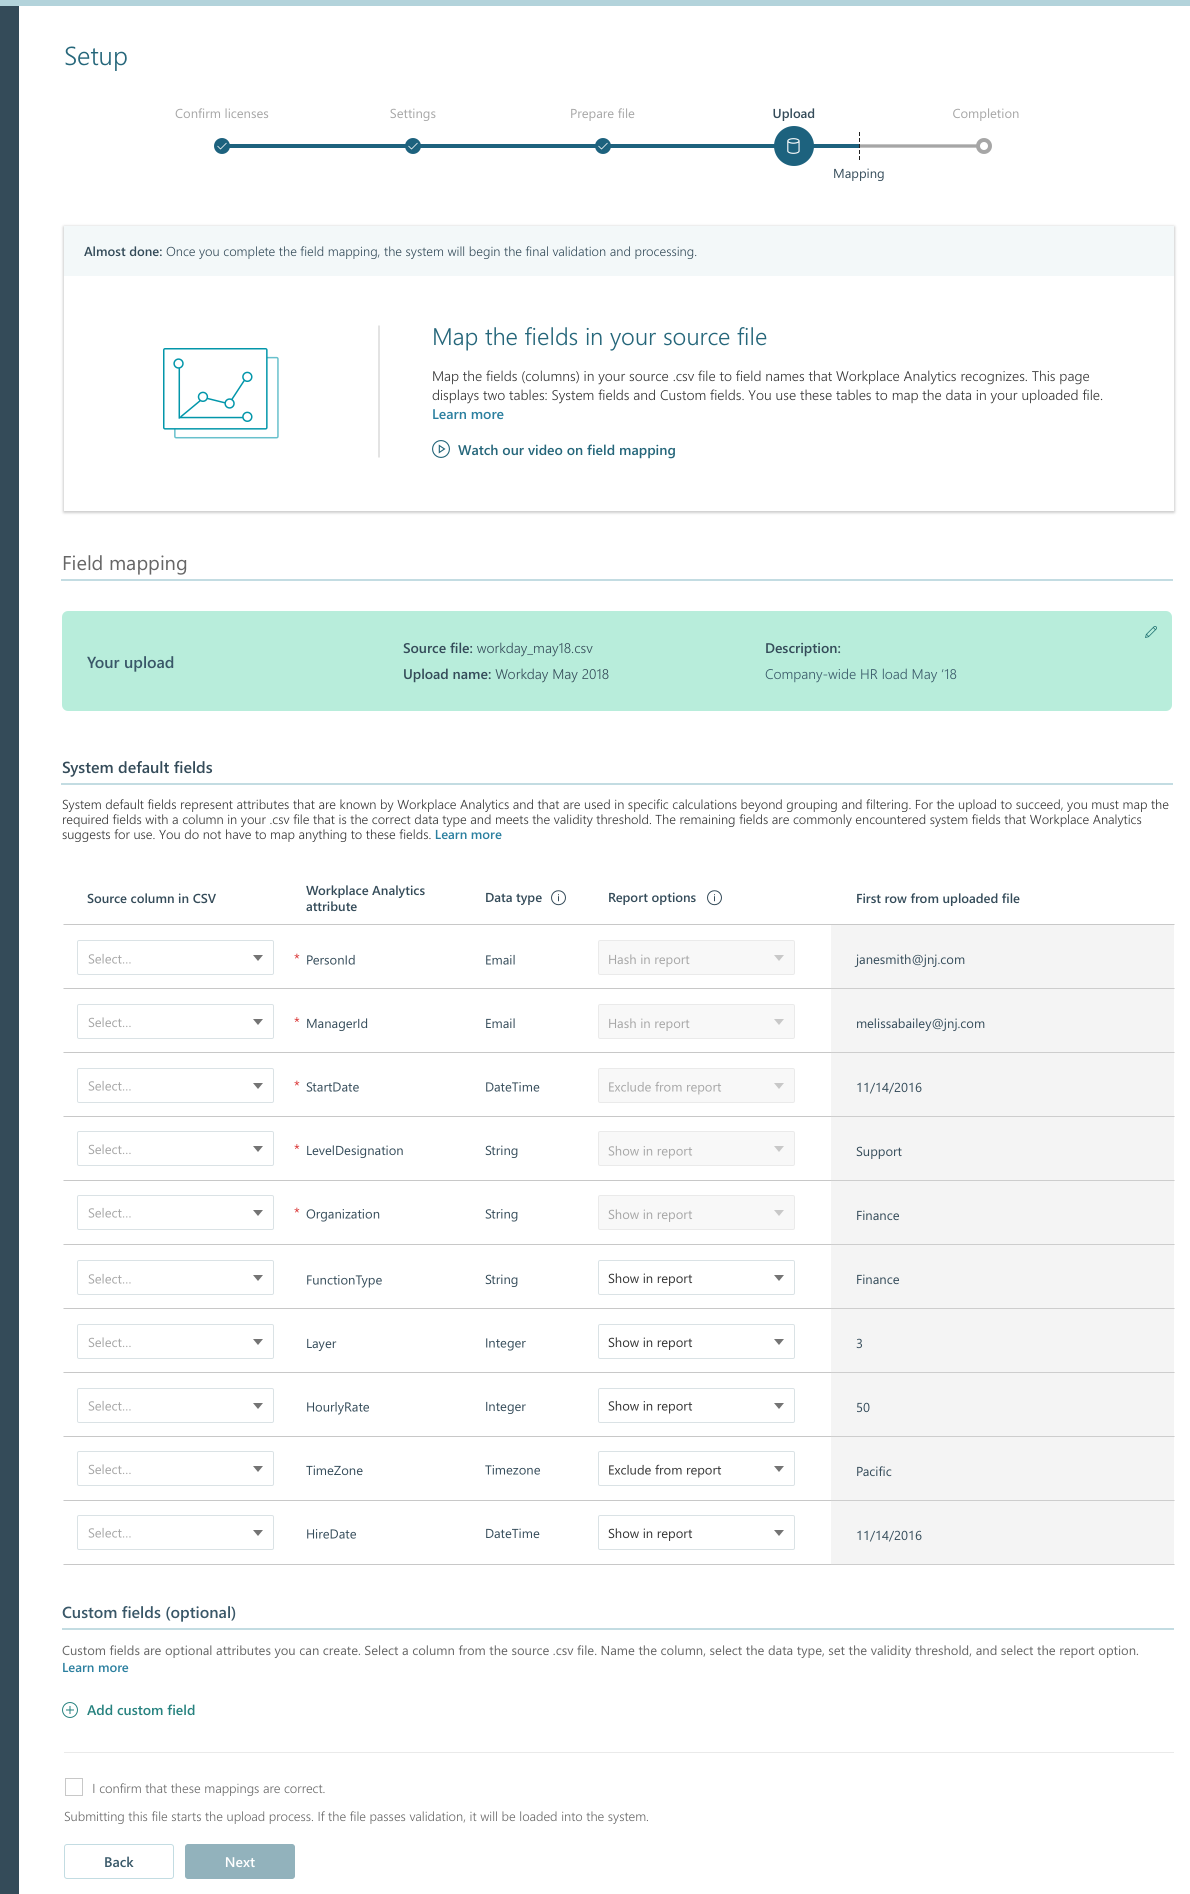 Setup
Confirm licenses
Settings
Prepare file
Upload
Completion
Mapping
Almost done: Once you complete the field mapping, the system will begin the final validation and processing.
Map the fields in your source file
Map the fields (columns) in your source .csv file to field names that Workplace Analytics recognizes. This page
displays two tables: System fields and Custom fields. You use these tables to map the data in your uploaded file.
Learn more
Watch our video on field mapping
Field mapping
Your upload
Source file: workday_may18.csv
Upload name: Workday May 2018
Description:
Company-wide HR load May '18
System default fields
System default fields represent attributes that are known by Workplace Analytics and that are used in specific calculations beyond grouping and filtering. For the upload to succeed, you must map the
required fields with a column in your .csv file that is the correct data type and meets the validity threshold. The remaining fields are commonly encountered system fields that Workplace Analytics
suggests for use. You do not have to map anything to these fields. Learn more
Source column in CSV
Workplace Analytics
attribute
Data type
Report options
First row from uploaded file
Select... * PersonId Email Hash in report janesmith@jnj.com
Select... * ManagerId Email Hash in report melissabailey@jnj.com
Select... * StartDate DateTime Exclude from report 11/14/2016
Select... * LevelDesignation String Show in report Support
Select... * Organization String Show in report Finance
Select... FunctionType String Show in report Finance
Select... Layer Integer Show in report 3
Select... HourlyRate Integer Show in report 50
Select... TimeZone Timezone Exclude from report Pacific
Select... HireDate DateTime Show in report 11/14/2016
Custom fields (optional)
Custom fields are optional attributes you can create. Select a column from the source .csv file. Name the column, select the data type, set the validity threshold, and select the report option.
Learn more
Add custom field
I confirm that these mappings are correct.
Submitting this file starts the upload process. If the file passes validation, it will be loaded into the system.
Back
Next